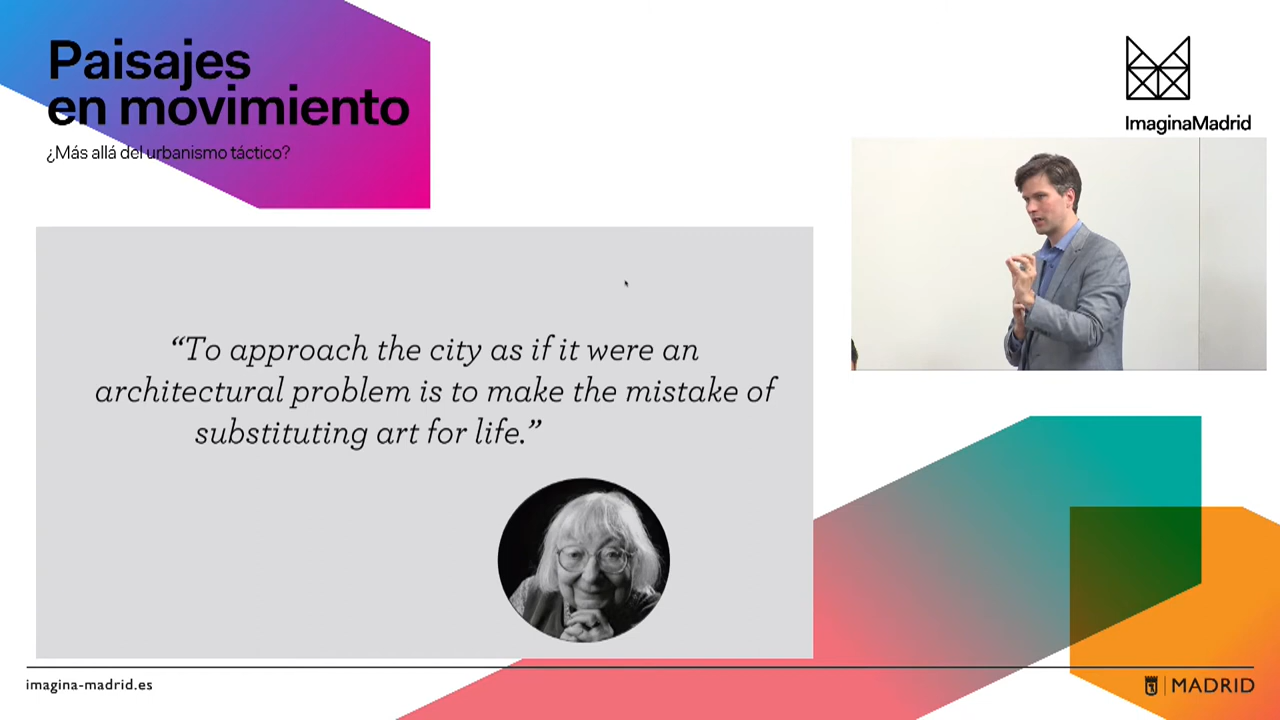 Paisajes
en movimiento
¿Más allá del urbanismo táctico?
ImaginaMadrid
“To approach the city as if it were an
architectural problem is to make the mistake of
substituting art for life.”
imagina-madrid.es
MADRID